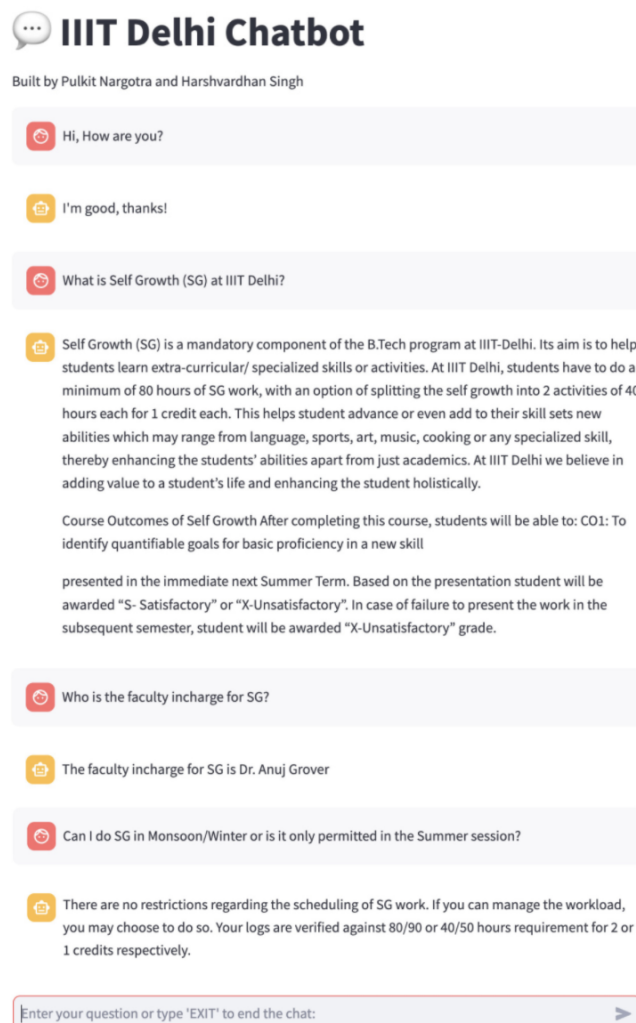 IIIT Delhi Chatbot
Built by Pulkit Nargotra and Harshvardhan Singh
Hi, How are you?
I'm good, thanks!
What is Self Growth (SG) at IIIT Delhi?
Self Growth (SG) is a mandatory component of the B.Tech program at IIIT-Delhi. Its aim is to help
students learn extra-curricular/ specialized skills or activities. At IIIT Delhi, students have to do a
minimum of 80 hours of SG work, with an option of splitting the self growth into 2 activities of 40
hours each for 1 credit each. This helps student advance or even add to their skill sets new
abilities which may range from language, sports, art, music, cooking or any specialized skill,
thereby enhancing the students’ abilities apart from just academics. At IIIT Delhi we believe in
adding value to a student’s life and enhancing the student holistically.
Course Outcomes of Self Growth After completing this course, students will be able to: CO1: To
identify quantifiable goals for basic proficiency in a new skill
presented in the immediate next Summer Term. Based on the presentation student will be
awarded “S- Satisfactory” or “X-Unsatisfactory”. In case of failure to present the work in the
subsequent semester, student will be awarded “X-Unsatisfactory” grade.
Who is the faculty incharge for SG?
The faculty incharge for SG is Dr. Anuj Grover
Can I do SG in Monsoon/Winter or is it only permitted in the Summer session?
There are no restrictions regarding the scheduling of SG work. If you can manage the workload,
you may choose to do so. Your logs are verified against 80/90 or 40/50 hours requirement for 2 or
1 credits respectively.
Enter your question or type 'EXIT' to end the chat: